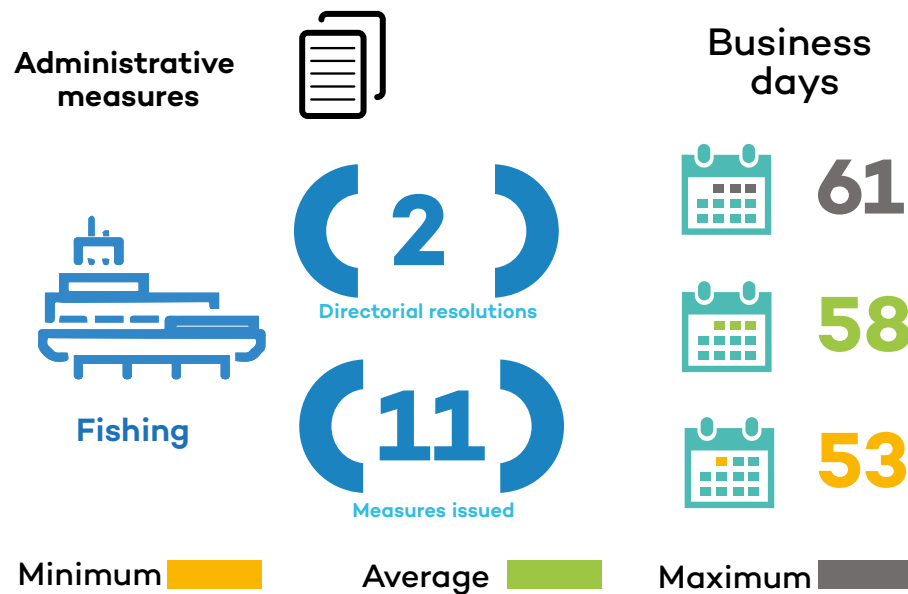 Administrative
measures
Business
days
2
Directorial resolutions
11
Measures issued
Fishing
61
58
53
Minimum
Average
Maximum